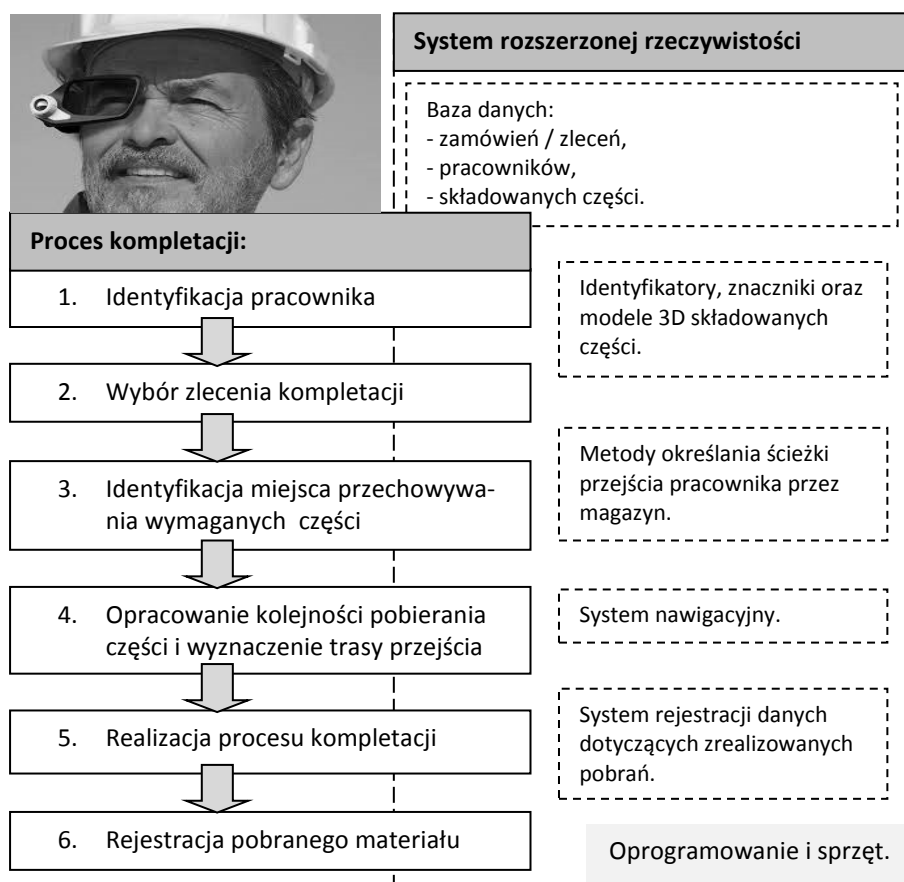 System rozszerzonej rzeczywistości
Baza danych:
- zamówień / zleceń,
- pracowników,
- składowanych części.
Proces kompletacji:
1. Identyfikacja pracownika
2. Wybór zlecenia kompletacji
3. Identyfikacja miejsca przechowywa-
nia wymaganych części
4. Opracowanie kolejności pobierania
części i wyznaczenie trasy przejścia
5. Realizacja procesu kompletacji
6. Rejestracja pobranego materiału
Identyfikatory, znaczniki oraz
modele 3D składowanych
części.
Metody określania ścieżki
przejścia pracownika przez
magazyn.
System nawigacyjny.
System rejestracji danych
dotyczących zrealizowanych
pobrań.
Oprogramowanie i sprzęt.